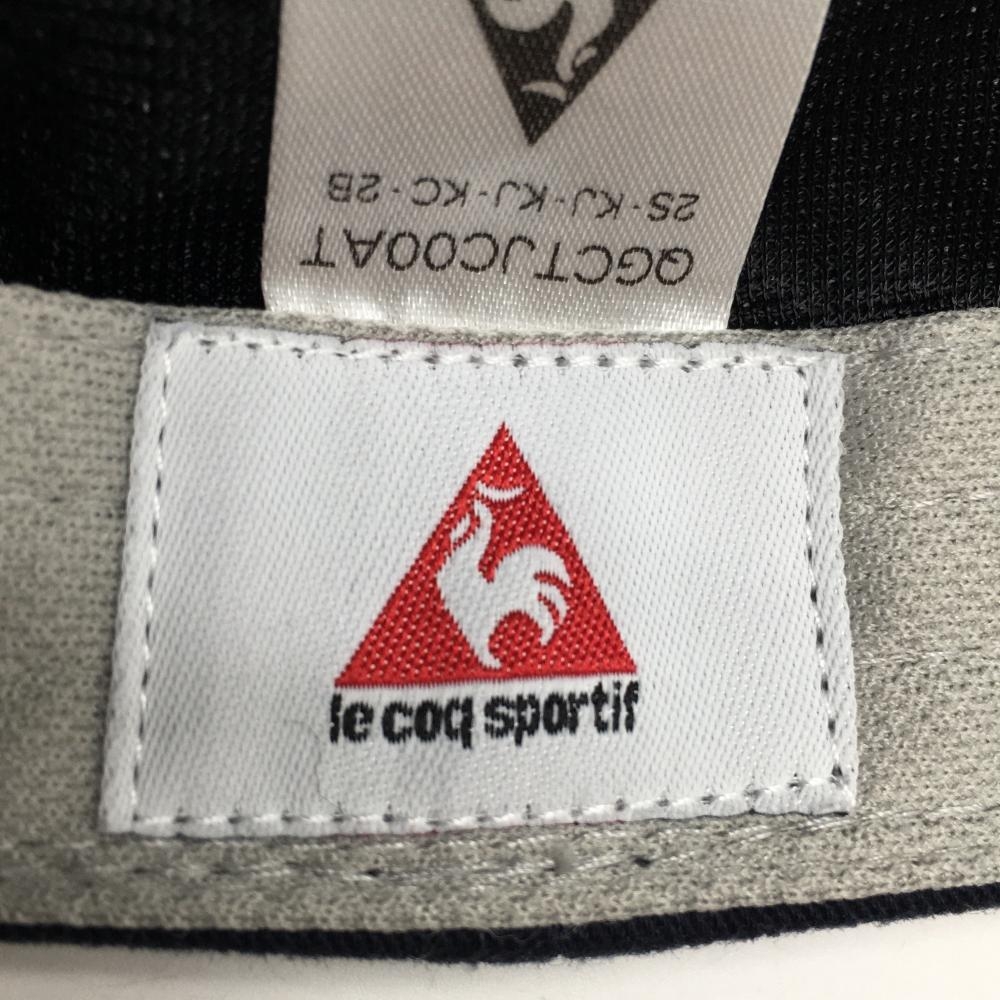 QGCTJC00AT
2S-KJ-KJ-KC-2B
le coq sportif